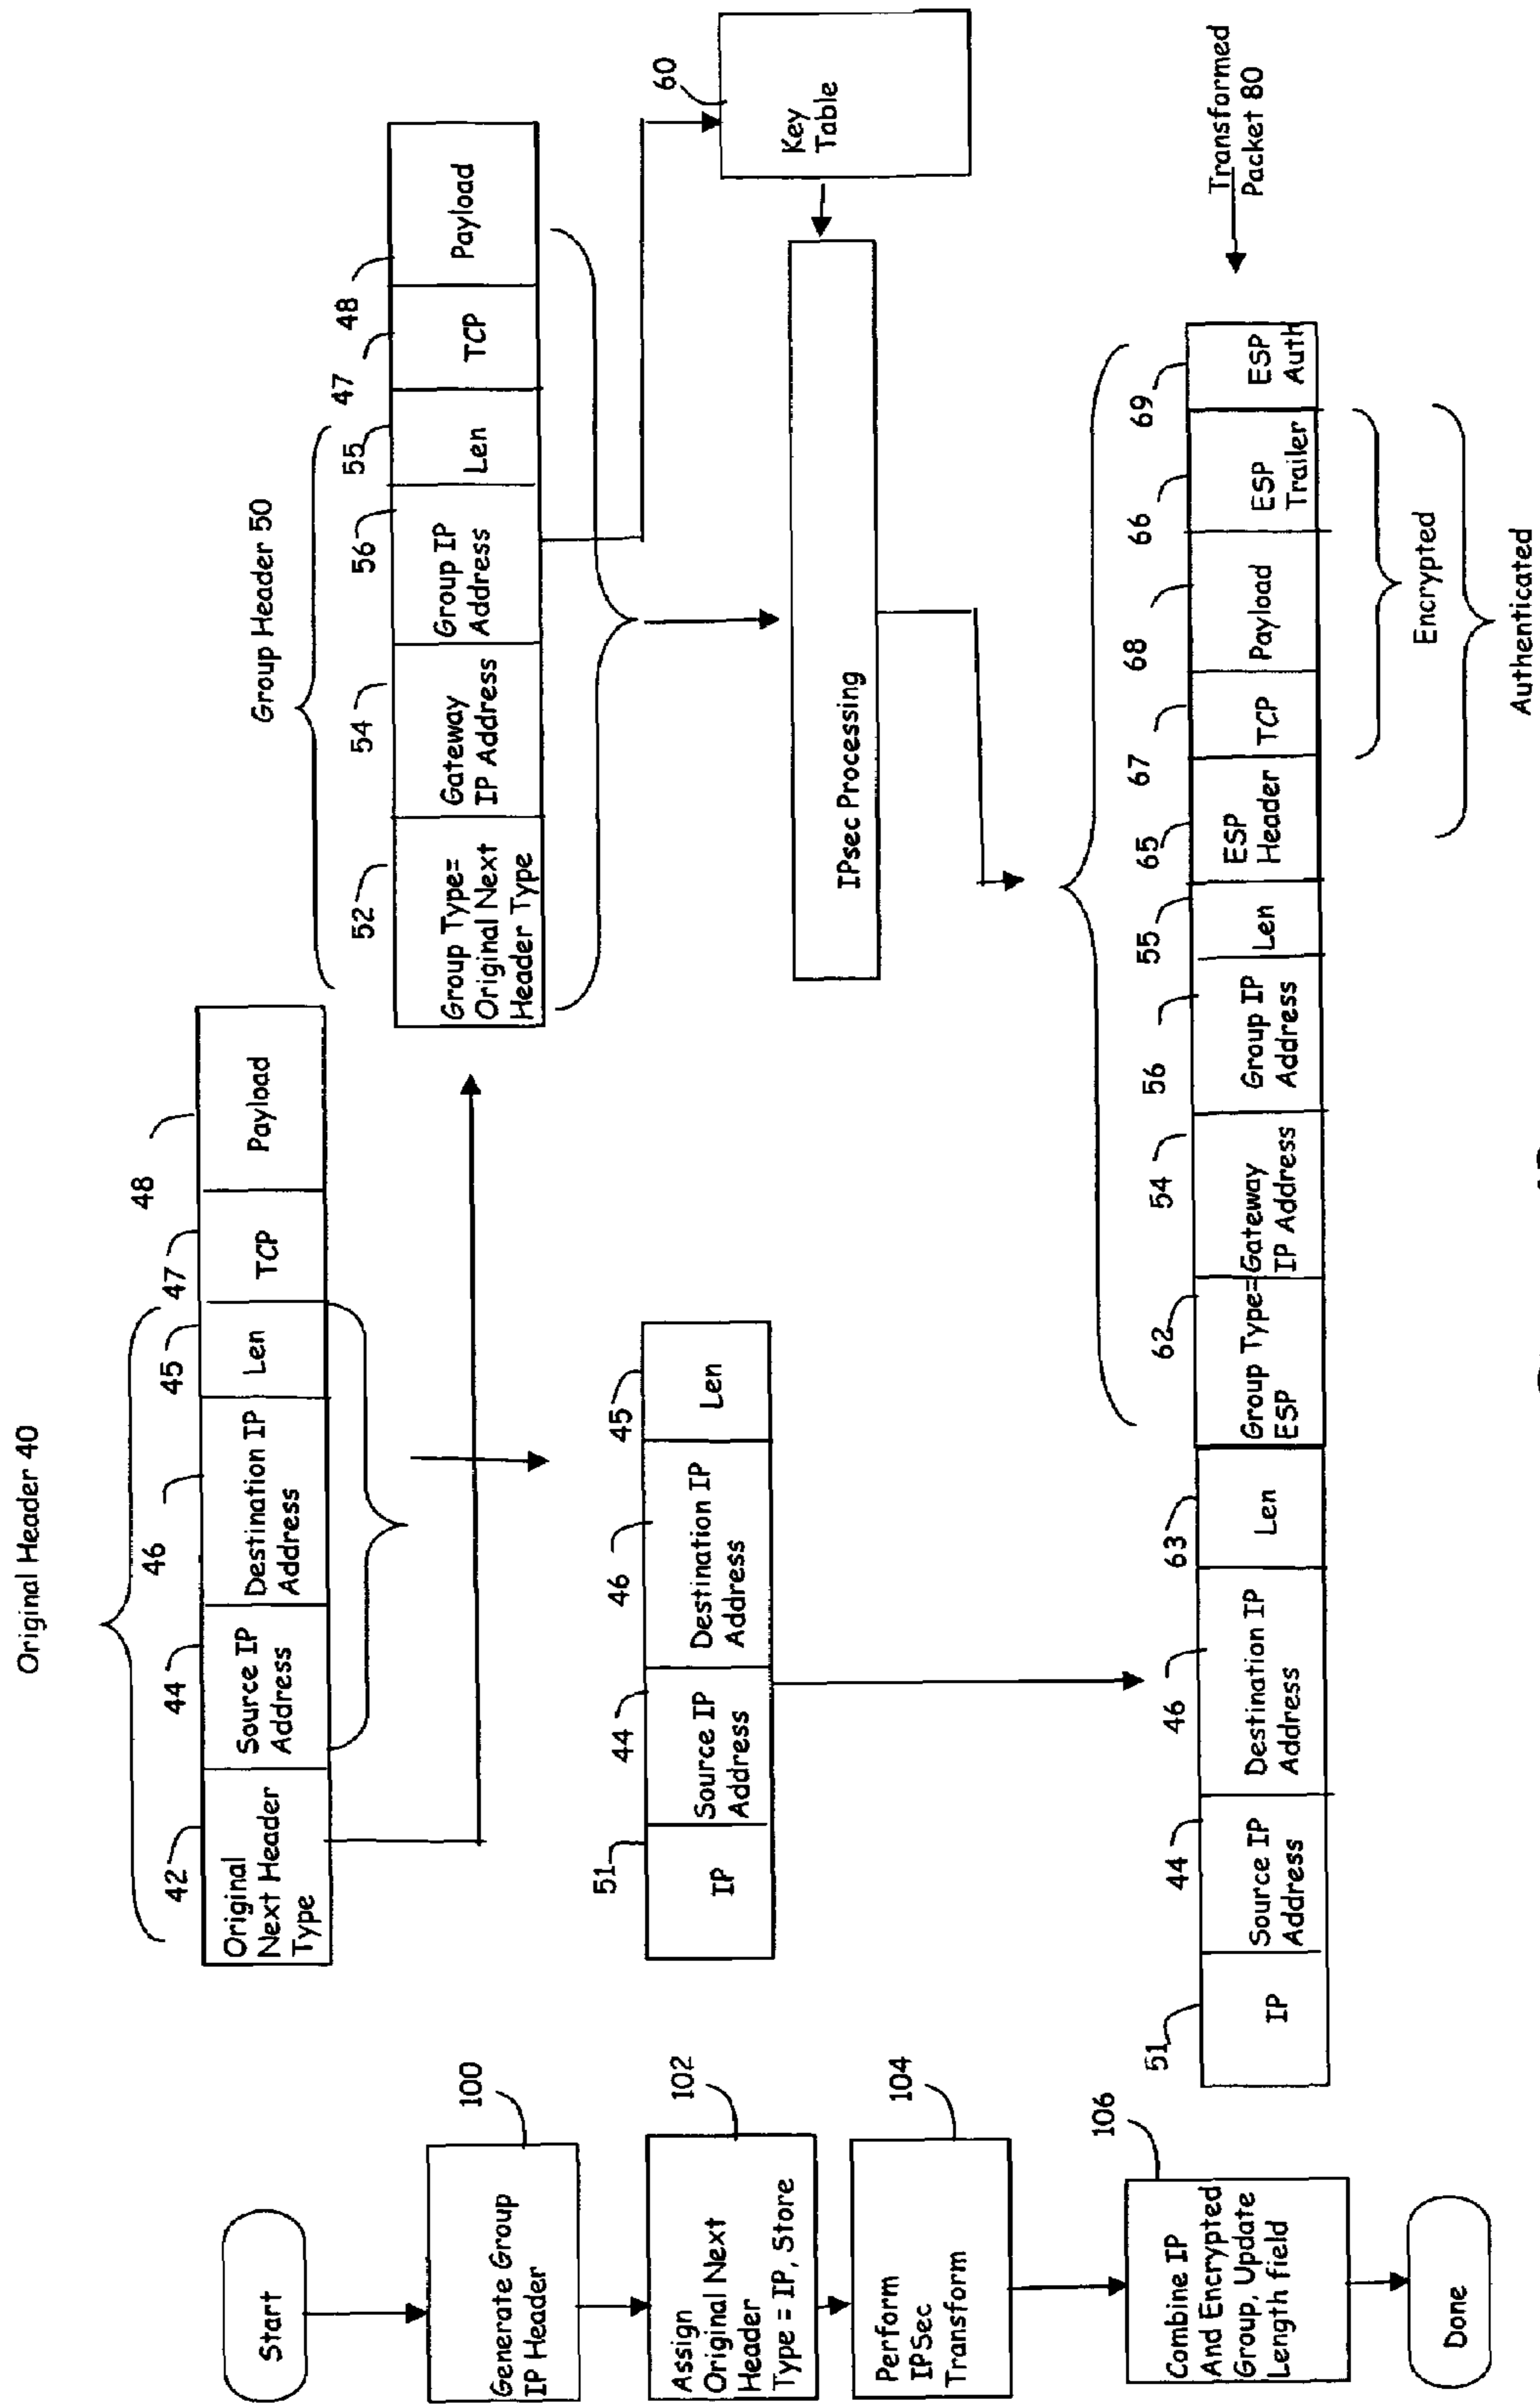 Original Header 40
42
44
46
45
47
48
Original
Next Header
Type
Source IP
Address
Destination IP
Address
Len
TCP
Payload
Group Header 50
52
54
56
55
47
48
Group Type=
Original Next
Header Type
Gateway
IP Address
Group IP
Address
Len
TCP
Payload
51
44
46
45
IP
Source IP
Address
Destination IP
Address
Len
60
Key
Table
IPsec Processing
Transformed
Packet 80
51
44
46
63
62
54
56
55
65
67
68
66
69
IP
Source IP
Address
Destination IP
Address
Len
Group Type=
ESP
Gateway
IP Address
Group IP
Address
Len
ESP
Header
TCP
Payload
ESP
Trailer
ESP
Auth
Encrypted
Authenticated
Start
100
Generate Group
IP Header
102
Assign
Original Next
Header
Type = IP, Store
104
Perform
IPSec
Transform
106
Combine IP
And Encrypted
Group, Update
Length field
Done